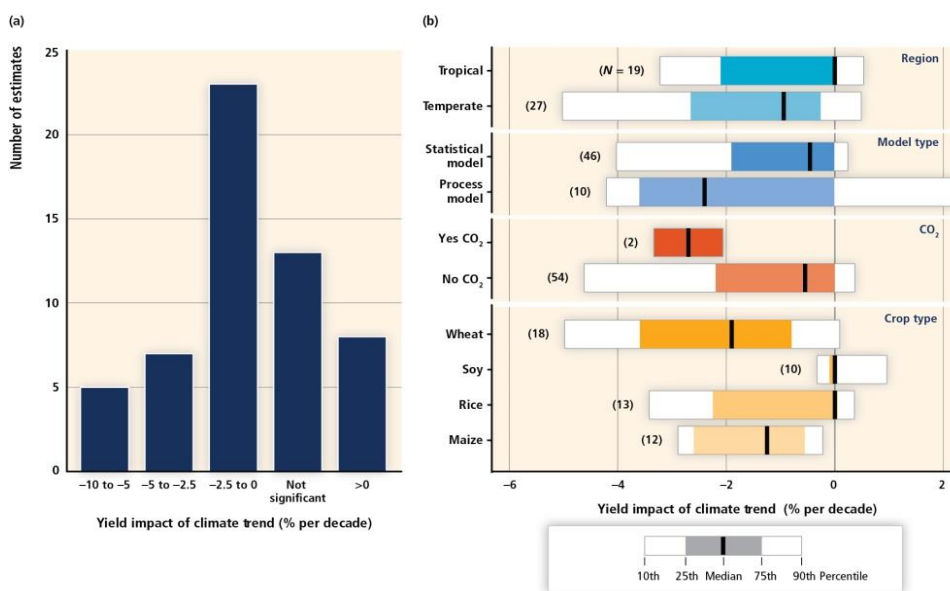 (a)
Number of estimates
25
20
15
10
5
0
−10 to −5
−5 to −2.5
−2.5 to 0
Not
significant
>0
Yield impact of climate trend (% per decade)
(b)
Region
Tropical
(N = 19)
Temperate
(27)
Model type
Statistical
model
(46)
Process
model
(10)
CO₂
Yes CO₂
(2)
No CO₂
(54)
Crop type
Wheat
(18)
Soy
(10)
Rice
(13)
Maize
(12)
−6
−4
−2
0
2
Yield impact of climate trend (% per decade)
10th
25th
Median
75th
90th Percentile